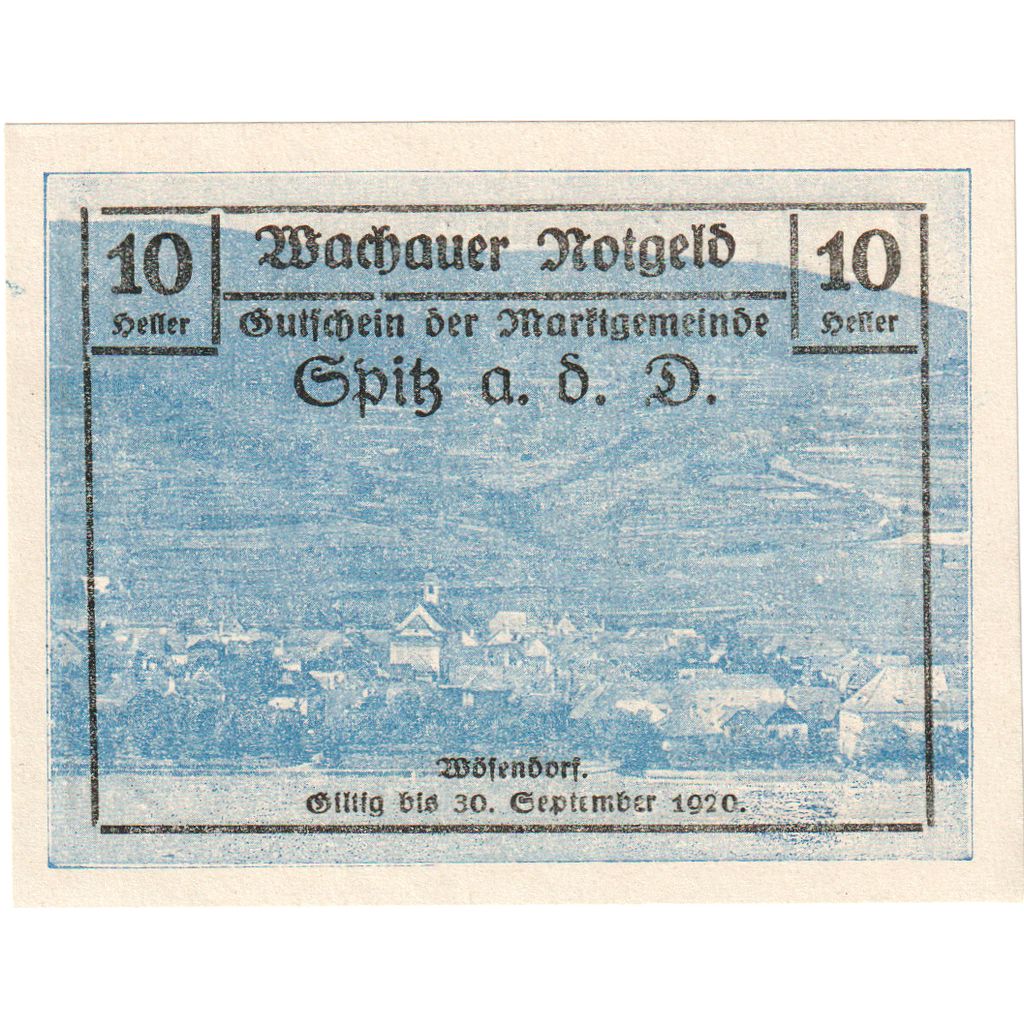 10 Wachauer Notgeld 10
Heller Gutschein der Marktgemeinde Heller
Spitz a. d. D.
Wösendorf.
Giltig bis 30. September 1920.